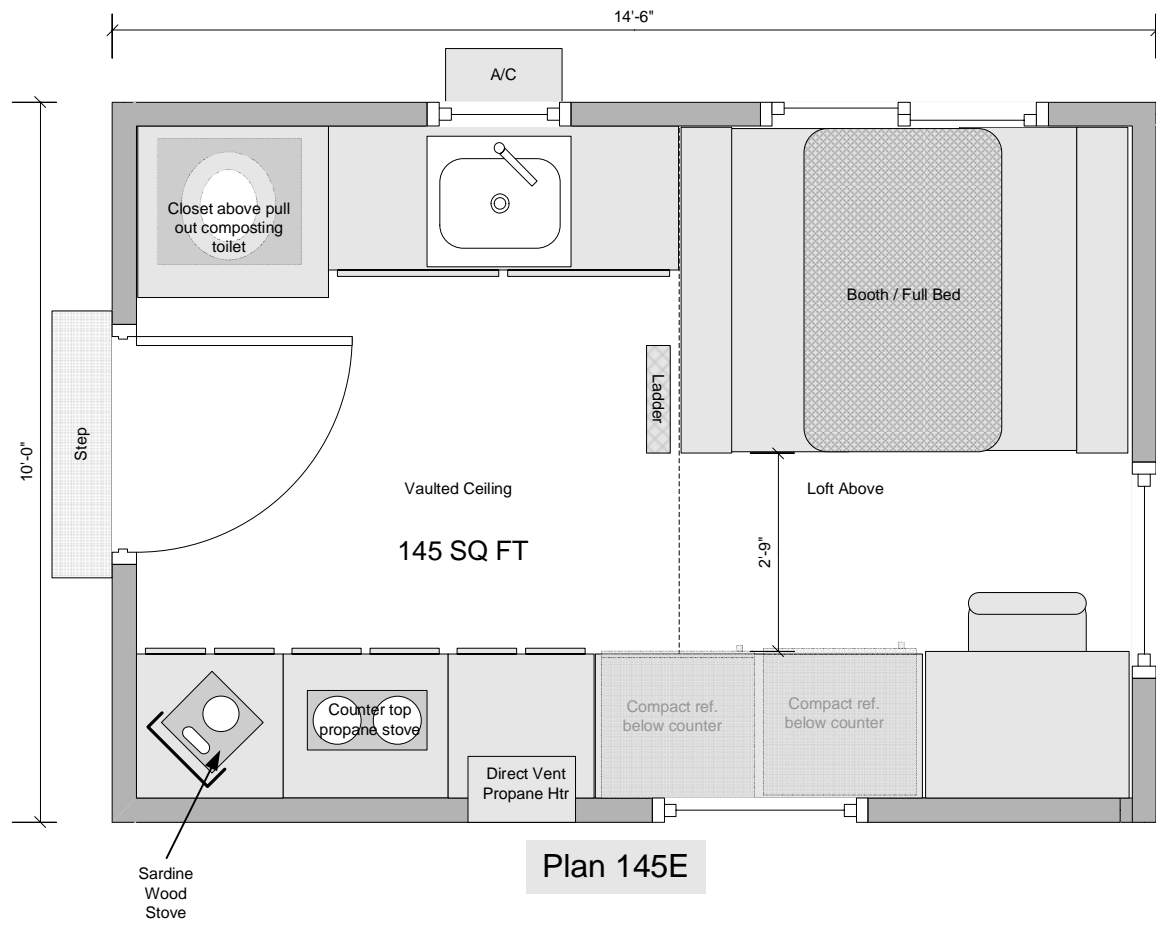 14'-6"
A/C
Closet above pull
out composting
toilet
Booth / Full Bed
Ladder
Step
10'-0"
Vaulted Ceiling
Loft Above
145 SQ FT
2'-9"
Compact ref.
below counter
Compact ref.
below counter
Counter top
propane stove
Direct Vent
Propane Htr
Plan 145E
Sardine
Wood
Stove